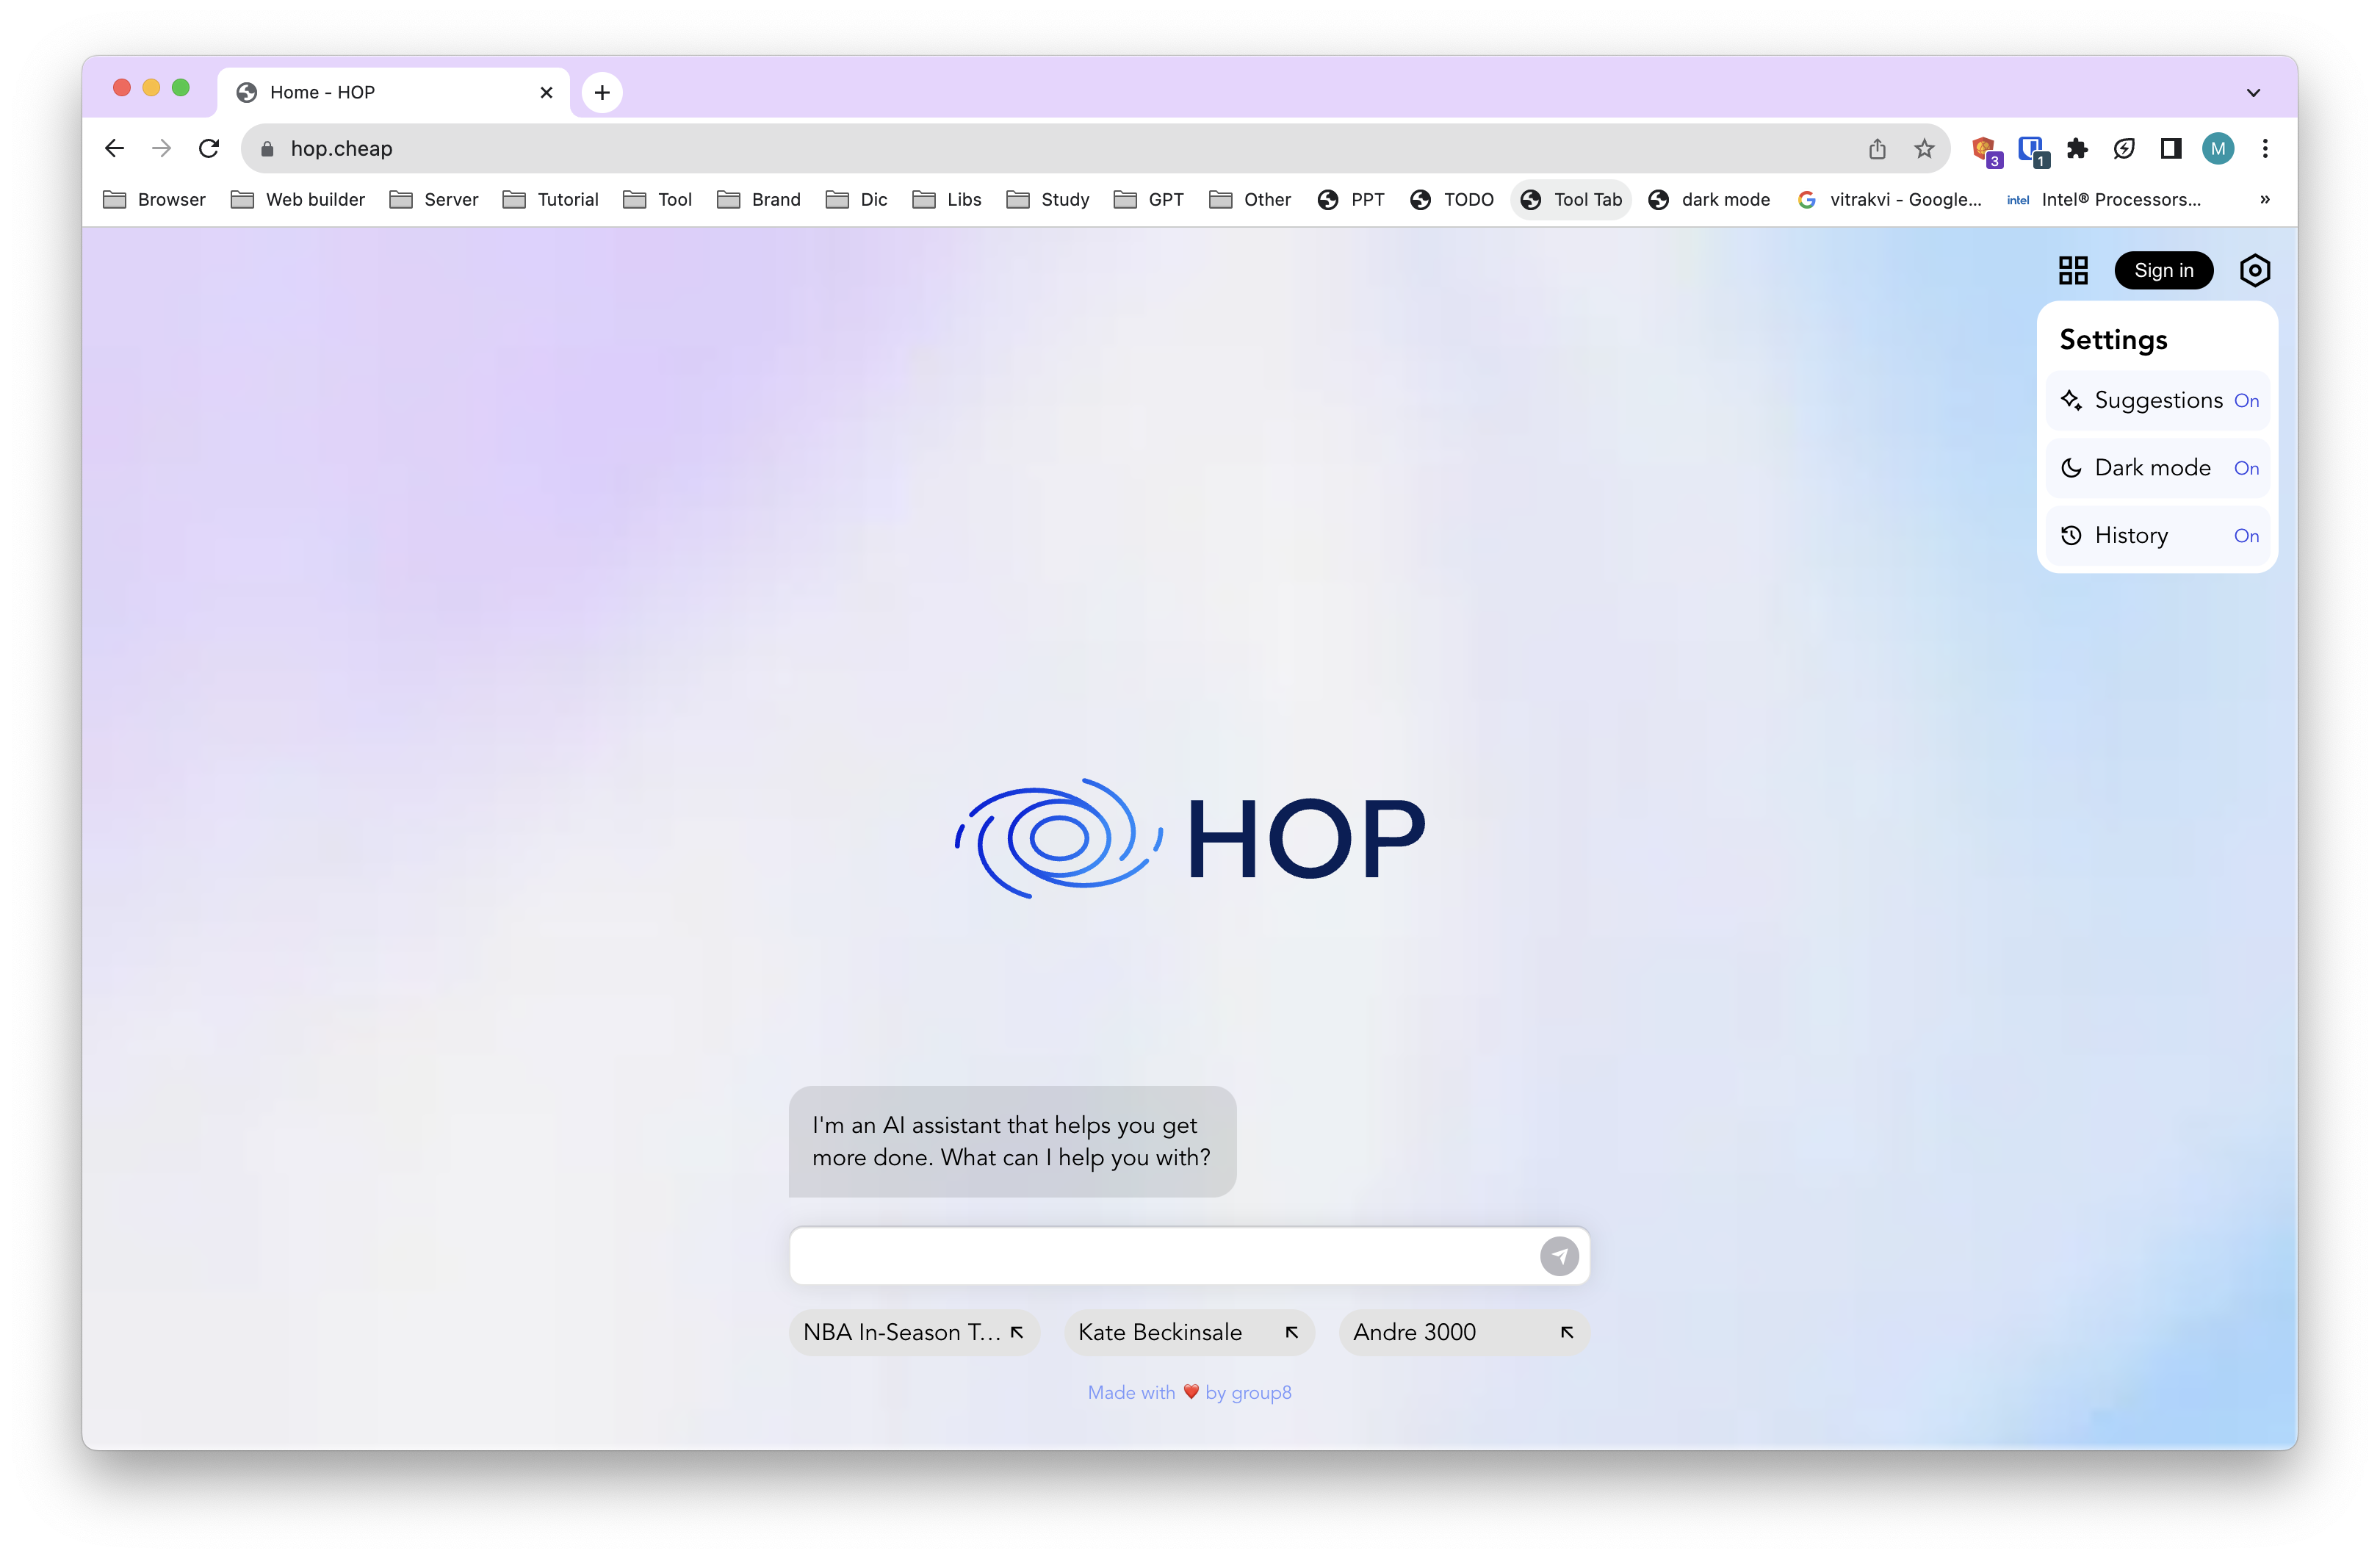 Home - HOP
hop.cheap
3
1
M
Browser Web builder Server Tutorial Tool Brand Dic Libs Study GPT Other PPT TODO Tool Tab dark mode vitrakvi - Google... intel Intel® Processors... »
Sign in
Settings
Suggestions On
Dark mode On
History On
HOP
I'm an AI assistant that helps you get
more done. What can I help you with?
NBA In-Season T... Kate Beckinsale Andre 3000
Made with ❤️ by group8